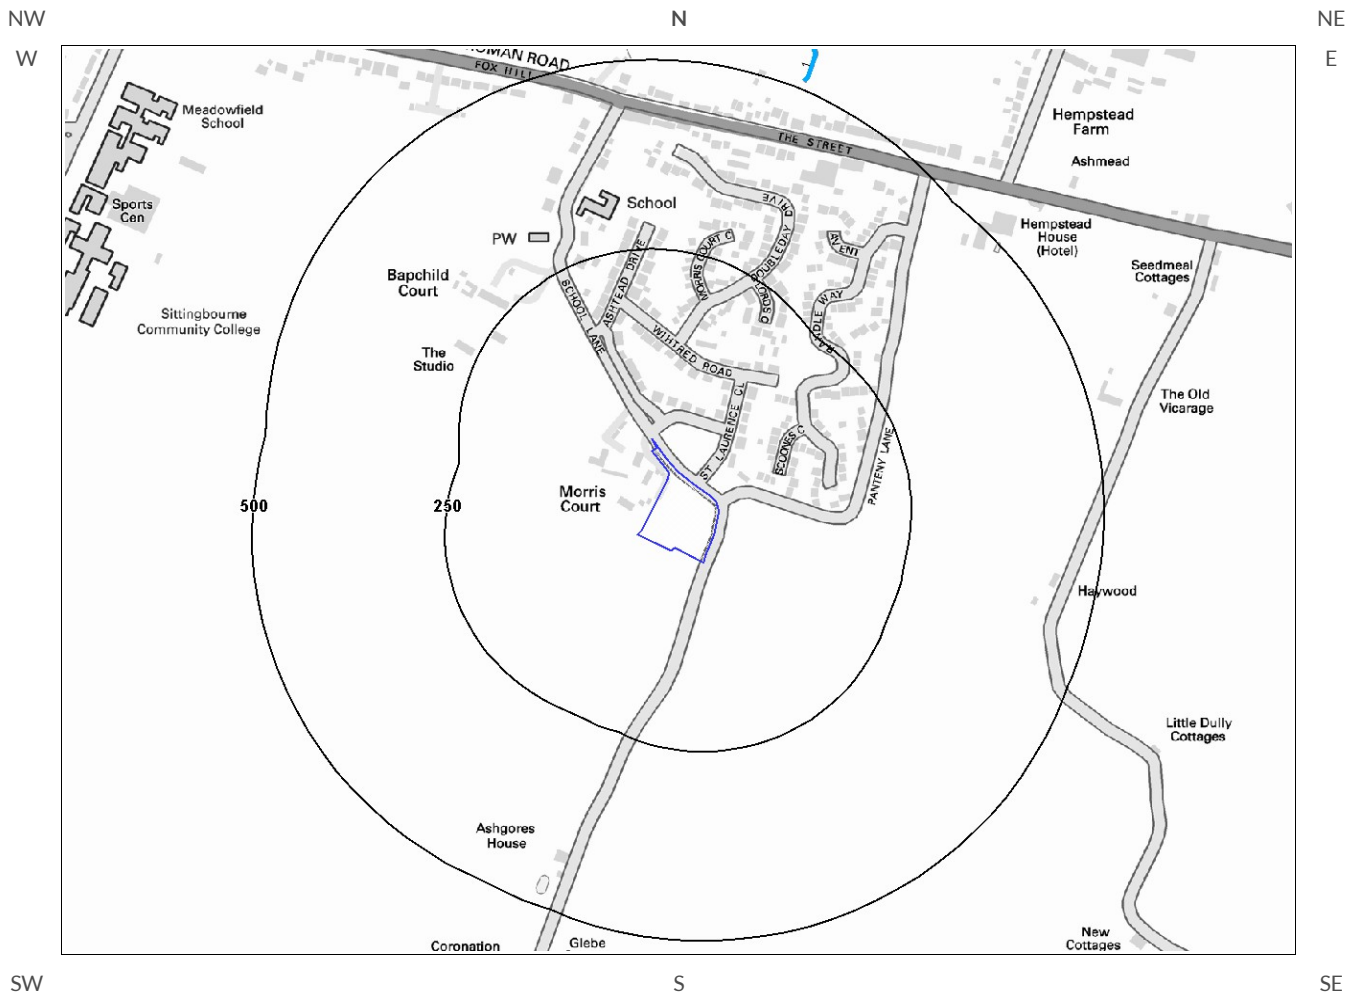 NW
N
NE
W
E
ROMAN ROAD
FOX HILL
THE STREET
Meadowfield
School
Hempstead
Farm
Ashmead
Sports
Cen
School
PW
DOUBLEDAY DRIVE
MORRIS COURT C
AVENT
Hempstead
House
(Hotel)
Seedmeal
Cottages
Bapchild
Court
ASHTEAD DRIVE
SCHOOL LANE
LORDS C
WAY
Sittingbourne
Community College
WIHTRED ROAD
The
Studio
ST. LAURENCE CL
The Old
Vicarage
SCOONES C
PANTENY LANE
Morris
Court
500
250
Haywood
Little Dully
Cottages
Ashgores
House
Coronation
Glebe
New
Cottages
SW
S
SE